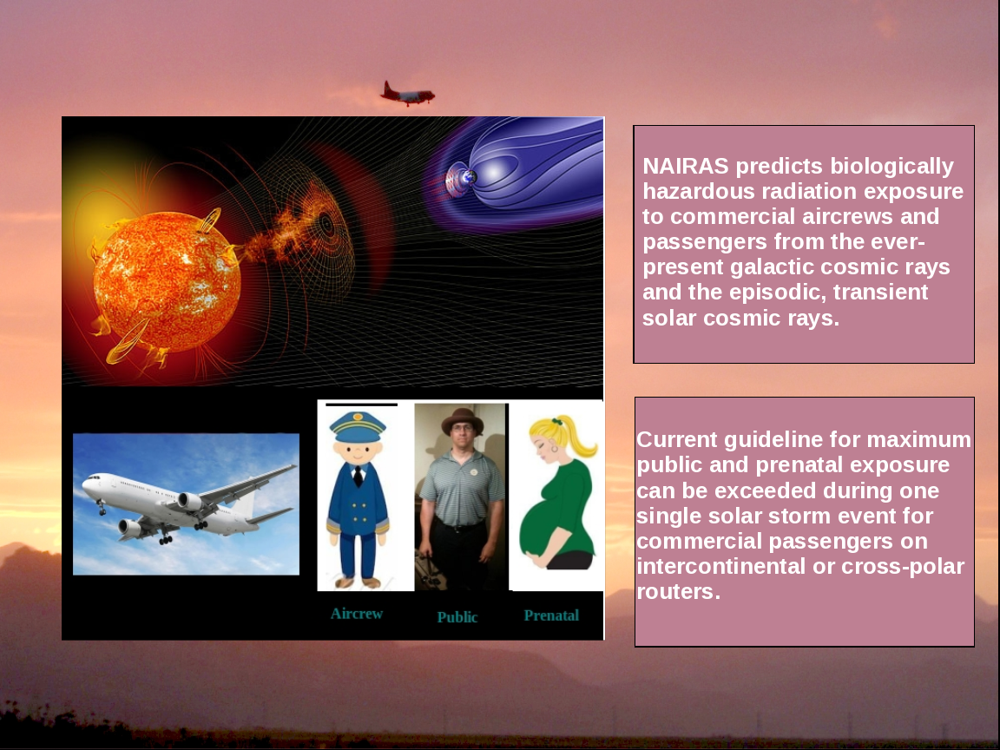 NAIRAS predicts biologically
hazardous radiation exposure
to commercial aircrews and
passengers from the ever-
present galactic cosmic rays
and the episodic, transient
solar cosmic rays.
Current guideline for maximum
public and prenatal exposure
can be exceeded during one
single solar storm event for
commercial passengers on
intercontinental or cross-polar
routers.
Aircrew
Public
Prenatal